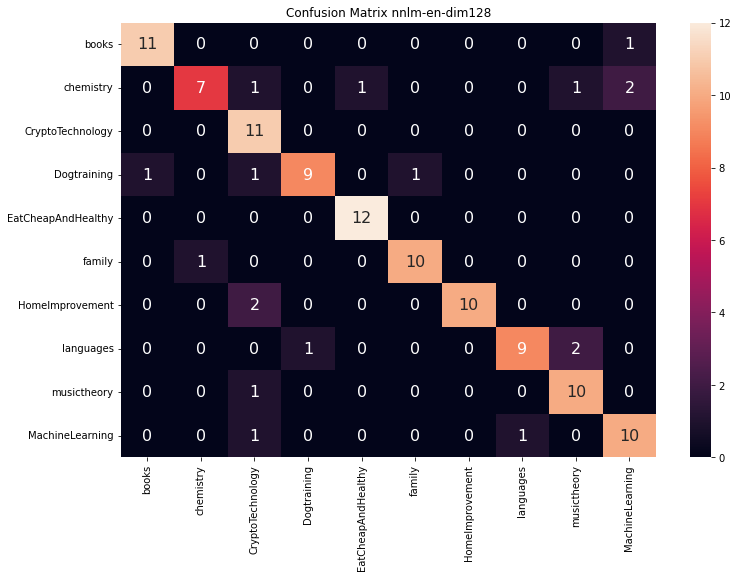 Confusion Matrix nnlm-en-dim128
books 11 0 0 0 0 0 0 0 0 1
chemistry 0 7 1 0 1 0 0 0 1 2
CryptoTechnology 0 0 11 0 0 0 0 0 0 0
Dogtraining 1 0 1 9 0 1 0 0 0 0
EatCheapAndHealthy 0 0 0 0 12 0 0 0 0 0
family 0 1 0 0 0 10 0 0 0 0
HomeImprovement 0 0 2 0 0 0 10 0 0 0
languages 0 0 0 1 0 0 0 9 2 0
musictheory 0 0 1 0 0 0 0 0 10 0
MachineLearning 0 0 1 0 0 0 0 1 0 10
books
chemistry
CryptoTechnology
Dogtraining
EatCheapAndHealthy
family
HomeImprovement
languages
musictheory
MachineLearning
12
10
8
6
4
2
0